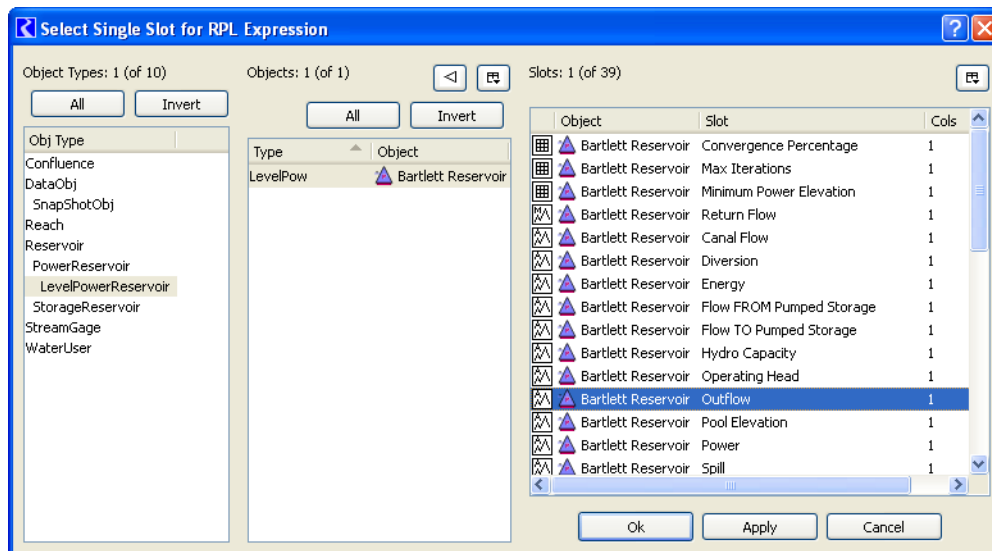 Select Single Slot for RPL Expression
Object Types: 1 (of 10)
All Invert
Obj Type
Confluence
DataObj
SnapShotObj
Reach
Reservoir
PowerReservoir
LevelPowerReservoir
StorageReservoir
StreamGage
WaterUser
Objects: 1 (of 1)
All Invert
Type Object
LevelPow Bartlett Reservoir
Slots: 1 (of 39)
Object Slot Cols
Bartlett Reservoir Convergence Percentage 1
Bartlett Reservoir Max Iterations 1
Bartlett Reservoir Minimum Power Elevation 1
Bartlett Reservoir Return Flow 1
Bartlett Reservoir Canal Flow 1
Bartlett Reservoir Diversion 1
Bartlett Reservoir Energy 1
Bartlett Reservoir Flow FROM Pumped Storage 1
Bartlett Reservoir Flow TO Pumped Storage 1
Bartlett Reservoir Hydro Capacity 1
Bartlett Reservoir Operating Head 1
Bartlett Reservoir Outflow 1
Bartlett Reservoir Pool Elevation 1
Bartlett Reservoir Power 1
Bartlett Reservoir Spill 1
Ok Apply Cancel